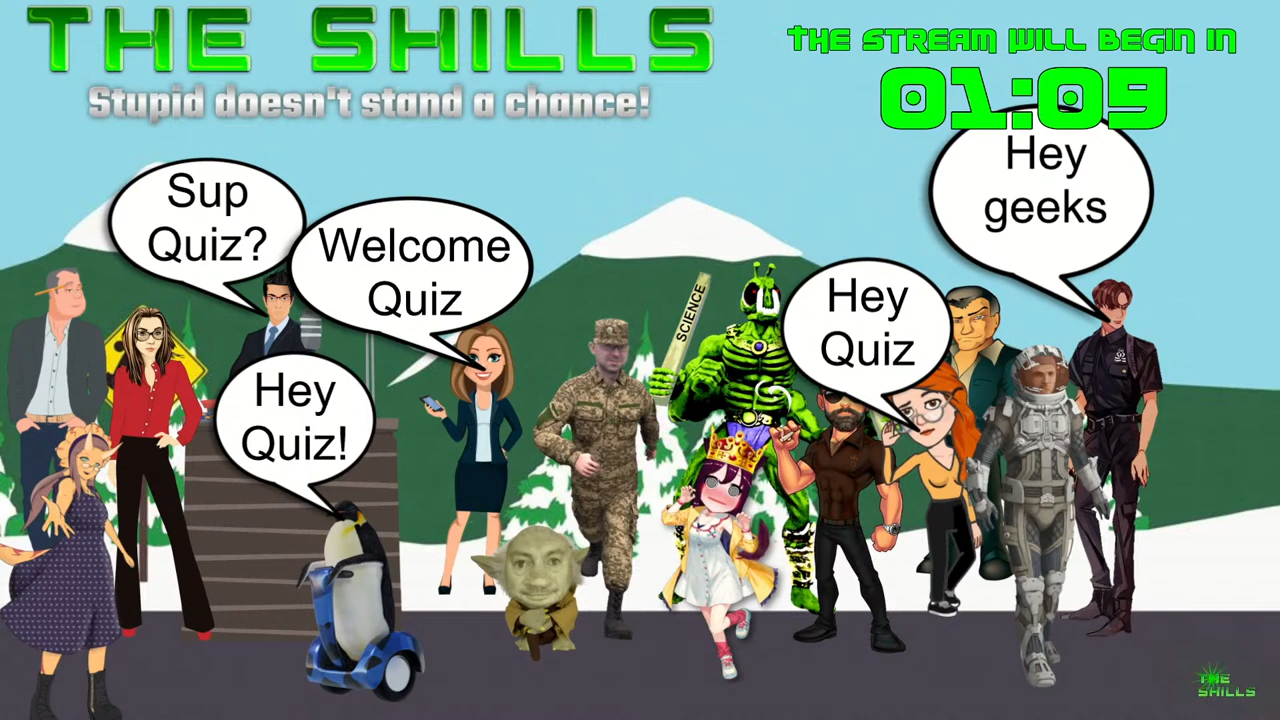 THE SHILLS
Stupid doesn't stand a chance!
THE STREAM WILL BEGIN IN
01:09
Hey
geeks
Sup
Quiz?
Welcome
Quiz
Hey
Quiz
Hey
Quiz!
SCIENCE
THE
SHILLS